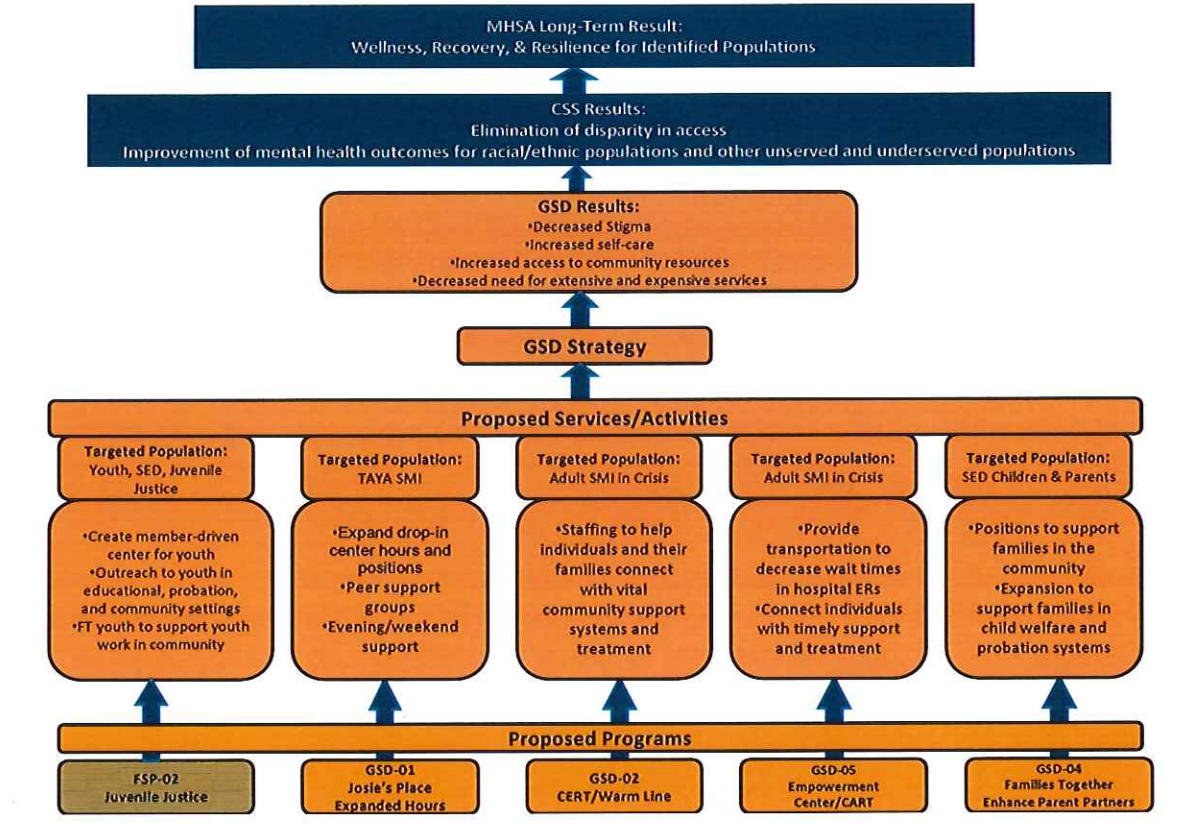 MHSA Long-Term Result:
Wellness, Recovery, & Resilience for Identified Populations
CSS Results:
Elimination of disparity in access
Improvement of mental health outcomes for racial/ethnic populations and other unserved and underserved populations
GSD Results:
•Decreased Stigma
•Increased self-care
•Increased access to community resources
•Decreased need for extensive and expensive services
GSD Strategy
Proposed Services/Activities
Targeted Population:
Youth, SED, Juvenile
Justice
•Create member-driven
center for youth
•Outreach to youth in
educational, probation,
and community settings
•FT youth to support youth
work in community
Targeted Population:
TAYA SMI
•Expand drop-in
center hours and
positions
•Peer support
groups
•Evening/weekend
support
Targeted Population:
Adult SMI in Crisis
•Staffing to help
individuals and their
families connect
with vital
community support
systems and
treatment
Targeted Population:
Adult SMI in Crisis
•Provide
transportation to
decrease wait times
in hospital ERs
•Connect individuals
with timely support
and treatment
Targeted Population:
SED Children & Parents
•Positions to support
families in the
community
•Expansion to
support families in
child welfare and
probation systems
Proposed Programs
FSP-02
Juvenile Justice
GSD-01
Josie's Place
Expanded Hours
GSD-02
CERT/Warm Line
GSD-05
Empowerment
Center/CART
GSD-04
Families Together
Enhance Parent Partners